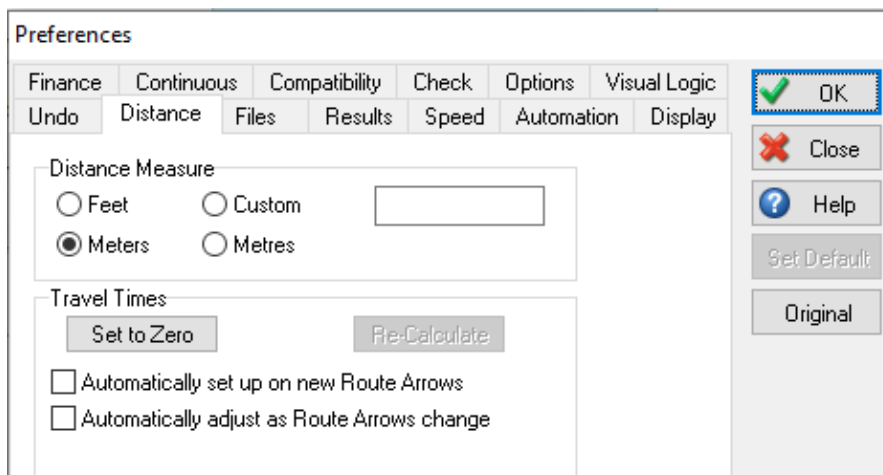 Preferences
Finance Continuous Compatibility Check Options Visual Logic
Undo Distance Files Results Speed Automation Display
Distance Measure
Feet Custom
Meters Metres
Travel Times
Set to Zero Re-Calculate
Automatically set up on new Route Arrows
Automatically adjust as Route Arrows change
OK
Close
Help
Set Default
Original